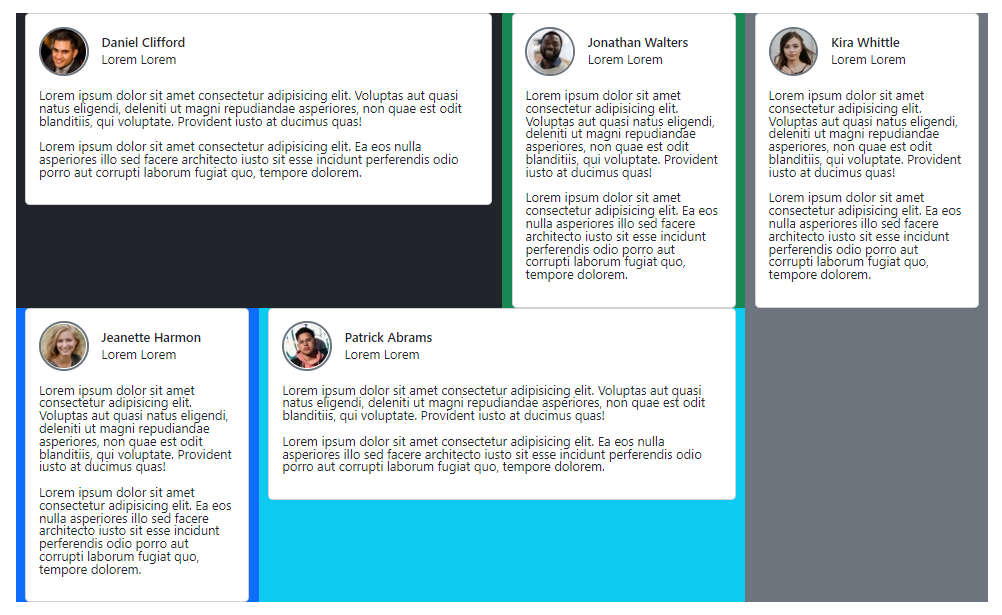 Daniel Clifford
Lorem Lorem
Lorem ipsum dolor sit amet consectetur adipisicing elit. Voluptas aut quasi
natus eligendi, deleniti ut magni repudiandae asperiores, non quae est odit
blanditiis, qui voluptate. Provident iusto at ducimus quas!
Lorem ipsum dolor sit amet consectetur adipisicing elit. Ea eos nulla
asperiores illo sed facere architecto iusto sit esse incidunt perferendis odio
porro aut corrupti laborum fugiat quo, tempore dolorem.
Jonathan Walters
Lorem Lorem
Lorem ipsum dolor sit amet
consectetur adipisicing elit.
Voluptas aut quasi natus eligendi,
deleniti ut magni repudiandae
asperiores, non quae est odit
blanditiis, qui voluptate. Provident
iusto at ducimus quas!
Lorem ipsum dolor sit amet
consectetur adipisicing elit. Ea eos
nulla asperiores illo sed facere
architecto iusto sit esse incidunt
perferendis odio porro aut
corrupti laborum fugiat quo,
tempore dolorem.
Kira Whittle
Lorem Lorem
Lorem ipsum dolor sit amet
consectetur adipisicing elit.
Voluptas aut quasi natus eligendi,
deleniti ut magni repudiandae
asperiores, non quae est odit
blanditiis, qui voluptate. Provident
iusto at ducimus quas!
Lorem ipsum dolor sit amet
consectetur adipisicing elit. Ea eos
nulla asperiores illo sed facere
architecto iusto sit esse incidunt
perferendis odio porro aut
corrupti laborum fugiat quo,
tempore dolorem.
Jeanette Harmon
Lorem Lorem
Lorem ipsum dolor sit amet
consectetur adipisicing elit.
Voluptas aut quasi natus eligendi,
deleniti ut magni repudiandae
asperiores, non quae est odit
blanditiis, qui voluptate. Provident
iusto at ducimus quas!
Lorem ipsum dolor sit amet
consectetur adipisicing elit. Ea eos
nulla asperiores illo sed facere
architecto iusto sit esse incidunt
perferendis odio porro aut
corrupti laborum fugiat quo,
tempore dolorem.
Patrick Abrams
Lorem Lorem
Lorem ipsum dolor sit amet consectetur adipisicing elit. Voluptas aut quasi
natus eligendi, deleniti ut magni repudiandae asperiores, non quae est odit
blanditiis, qui voluptate. Provident iusto at ducimus quas!
Lorem ipsum dolor sit amet consectetur adipisicing elit. Ea eos nulla
asperiores illo sed facere architecto iusto sit esse incidunt perferendis odio
porro aut corrupti laborum fugiat quo, tempore dolorem.